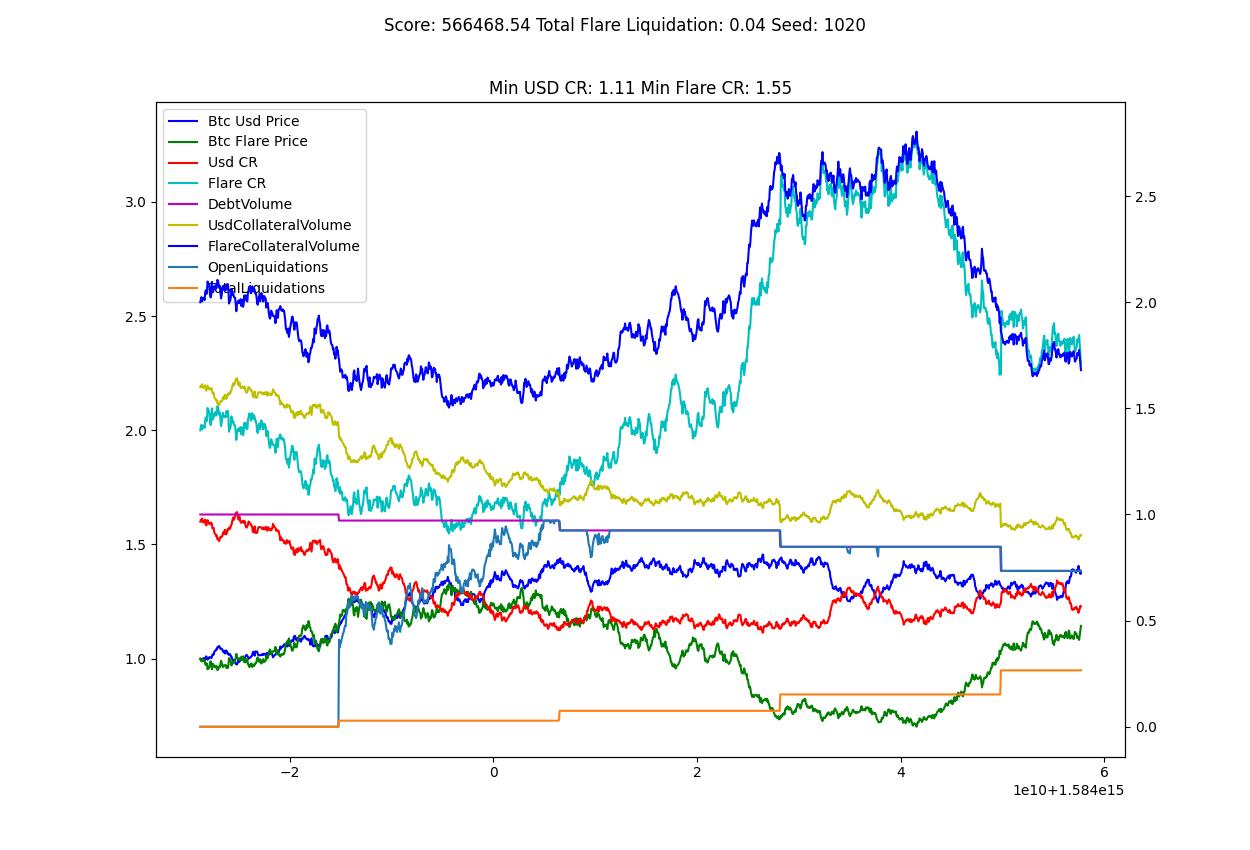 Score: 566468.54 Total Flare Liquidation: 0.04 Seed: 1020
Min USD CR: 1.11 Min Flare CR: 1.55
Btc Usd Price
Btc Flare Price
Usd CR
Flare CR
DebtVolume
UsdCollateralVolume
FlareCollateralVolume
OpenLiquidations
TotalLiquidations
3.0
2.5
2.0
1.5
1.0
2.5
2.0
1.5
1.0
0.5
0.0
−2
0
2
4
6
1e10+1.584e15